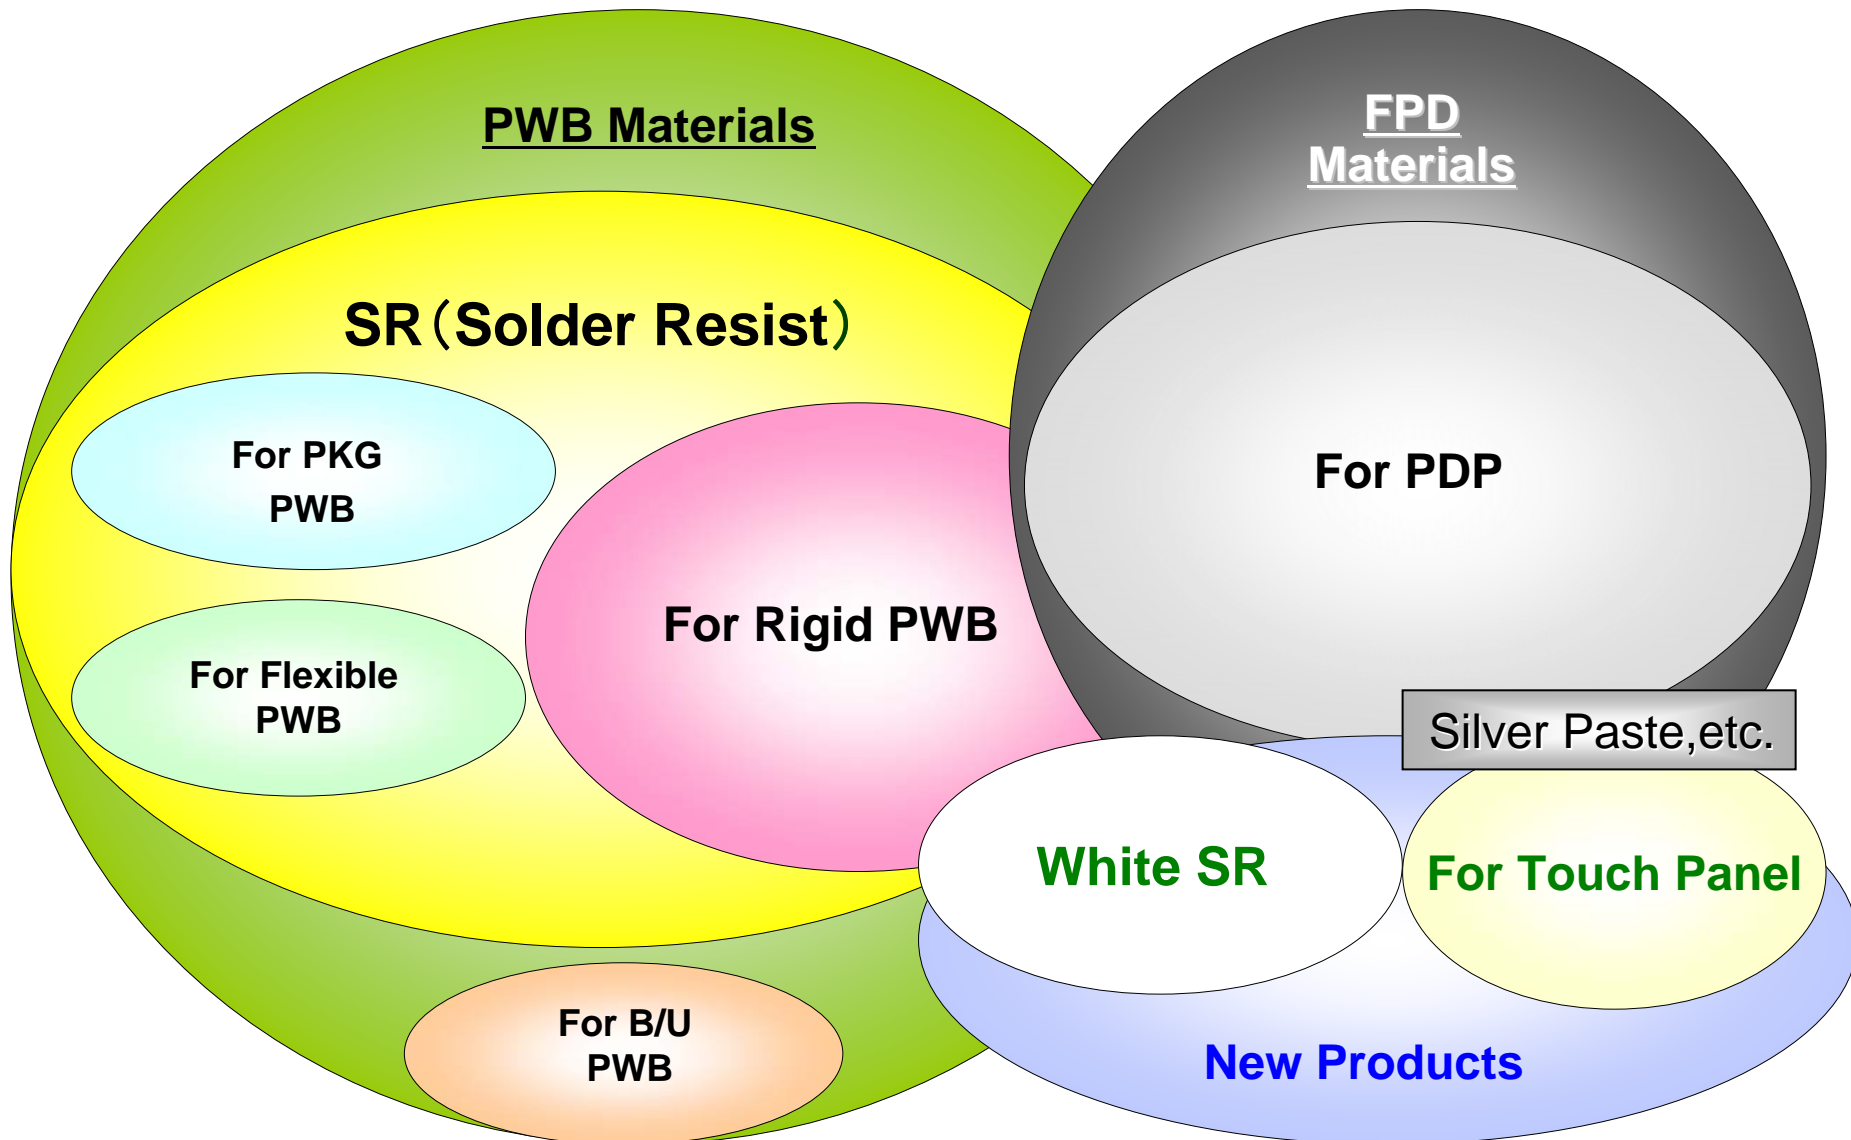 PWB Materials
FPD
Materials
SR（Solder Resist）
For PKG
PWB
For PDP
For Rigid PWB
For Flexible
PWB
Silver Paste,etc.
White SR
For Touch Panel
For B/U
PWB
New Products